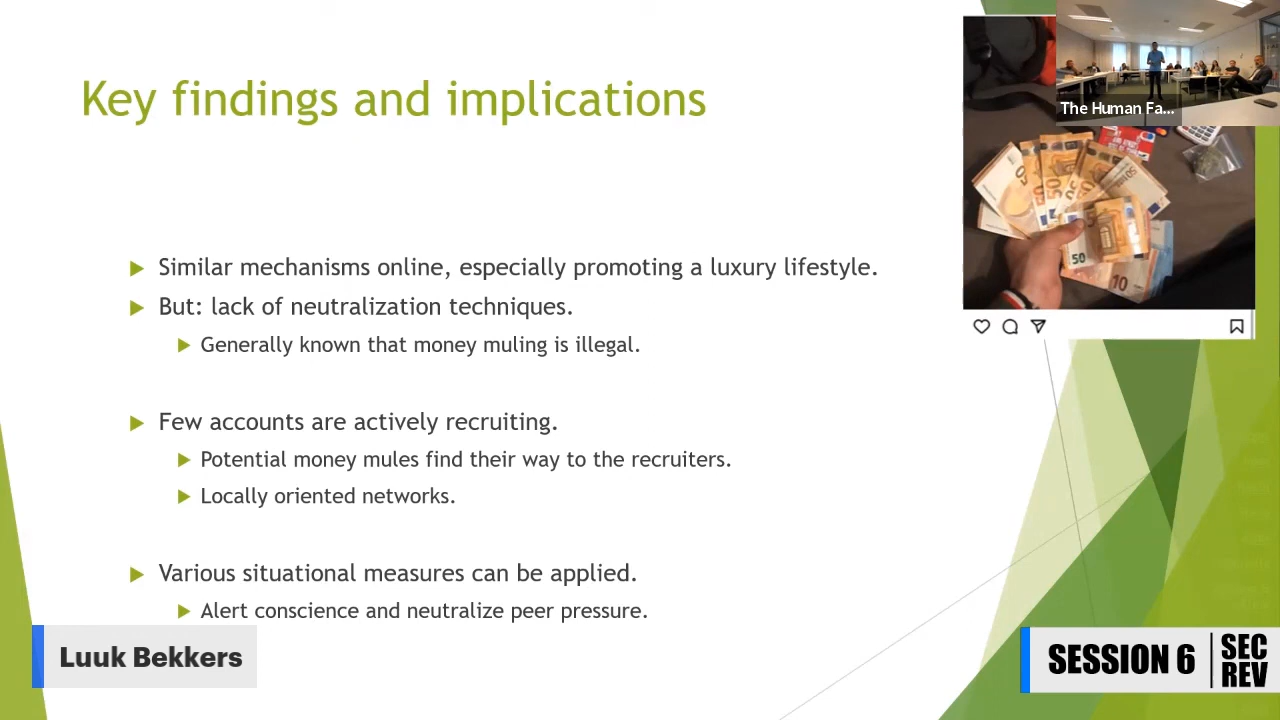 The Human Fa...
Key findings and implications
50
10
Similar mechanisms online, especially promoting a luxury lifestyle.
But: lack of neutralization techniques.
Generally known that money muling is illegal.
Few accounts are actively recruiting.
Potential money mules find their way to the recruiters.
Locally oriented networks.
Various situational measures can be applied.
Alert conscience and neutralize peer pressure.
Luuk Bekkers
SESSION 6
SEC
REV